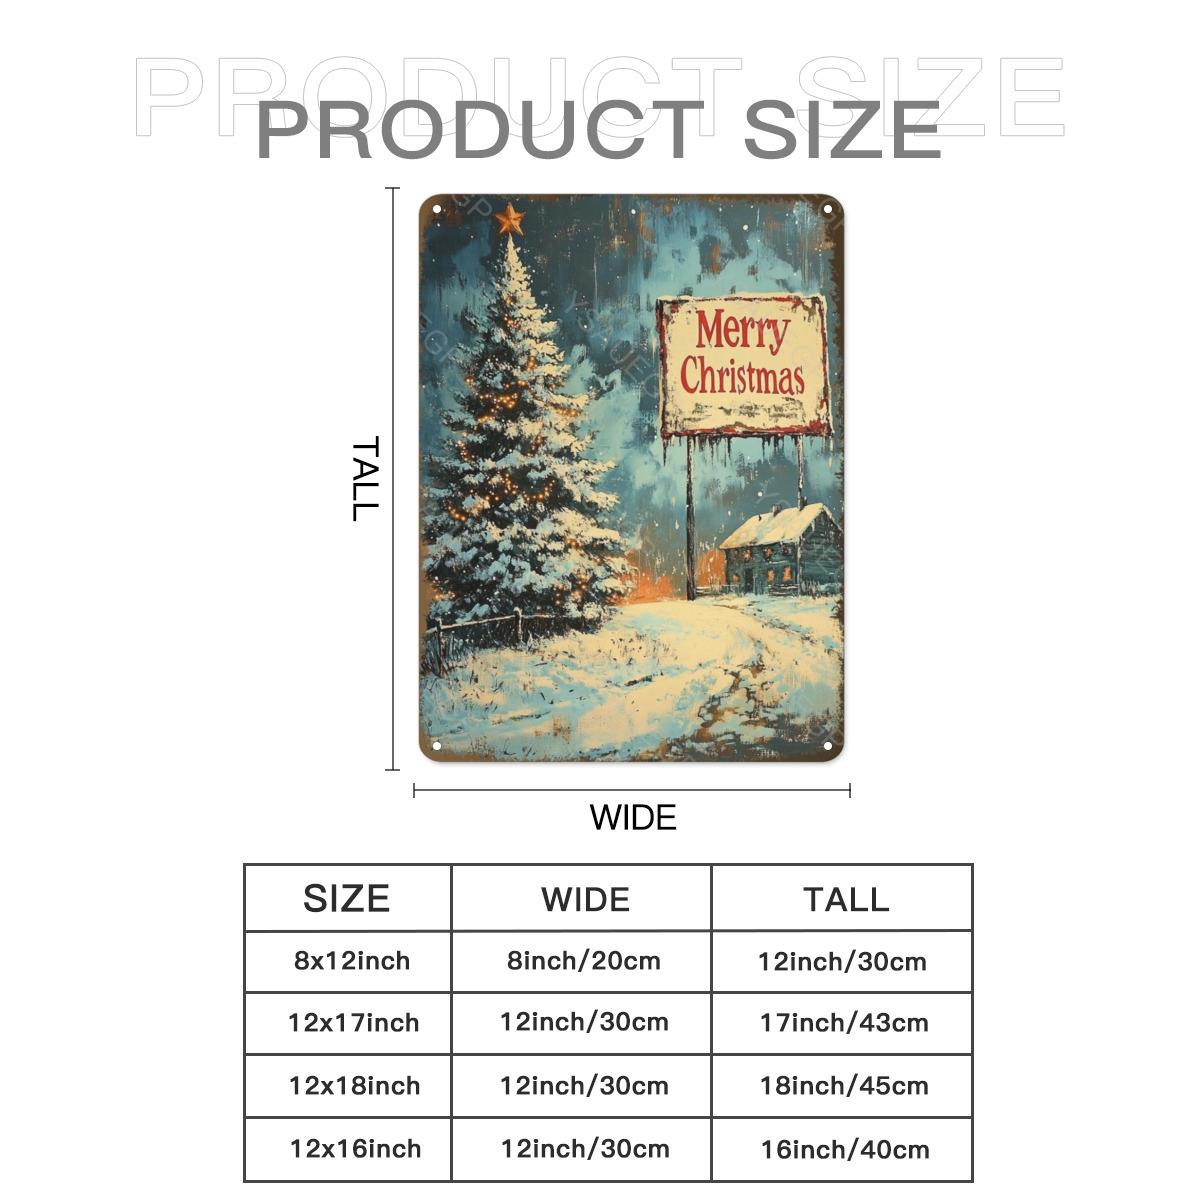 PRODUCT SIZE
PRODUCT SIZE
Merry
Christmas
TALL
WIDE
SIZE WIDE TALL
8x12inch 8inch/20cm 12inch/30cm
12x17inch 12inch/30cm 17inch/43cm
12x18inch 12inch/30cm 18inch/45cm
12x16inch 12inch/30cm 16inch/40cm